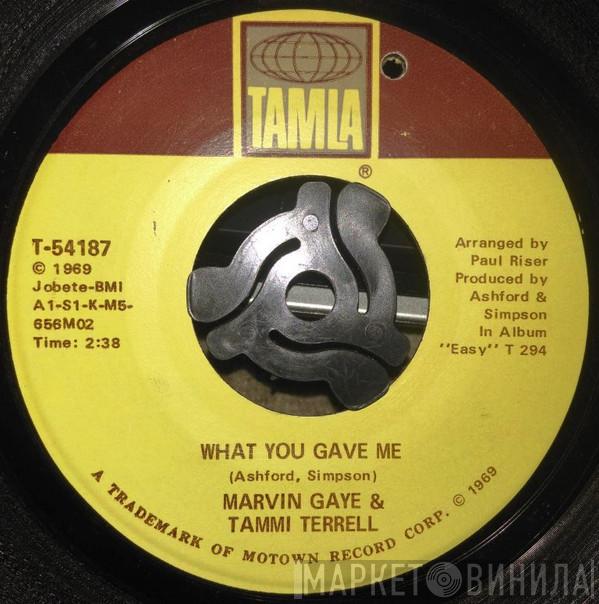 TAMLA
®
T-54187
© 1969
Jobete-BMI
A1-S1-K-M5-
656M02
Time: 2:38
Arranged by
Paul Riser
Produced by
Ashford &
Simpson
In Album
"Easy" T 294
WHAT YOU GAVE ME
(Ashford, Simpson)
MARVIN GAYE &
TAMMI TERRELL
A TRADEMARK OF MOTOWN RECORD CORP. © 1969
МАРКЕТ ВИНИЛА